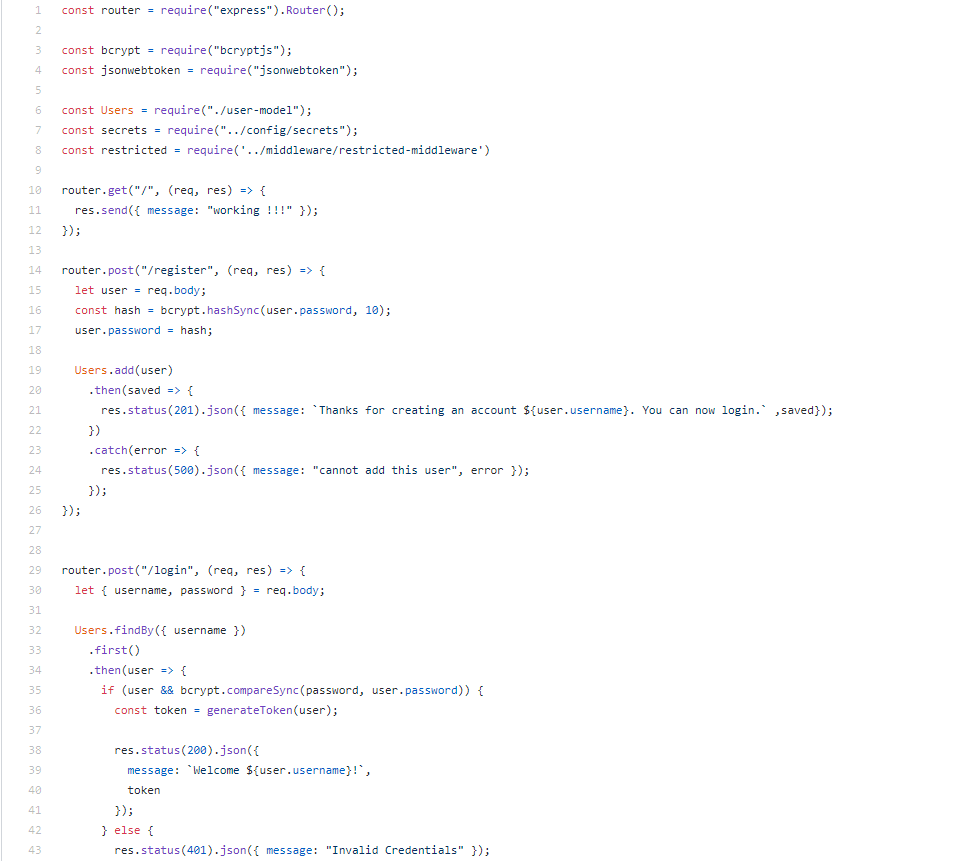 1 const router = require("express").Router();
2
3 const bcrypt = require("bcryptjs");
4 const jsonwebtoken = require("jsonwebtoken");
5
6 const Users = require("./user-model");
7 const secrets = require("../config/secrets");
8 const restricted = require('../middleware/restricted-middleware')
9
10 router.get("/", (req, res) => {
11   res.send({ message: "working !!!" });
12 });
13
14 router.post("/register", (req, res) => {
15   let user = req.body;
16   const hash = bcrypt.hashSync(user.password, 10);
17   user.password = hash;
18
19   Users.add(user)
20     .then(saved => {
21       res.status(201).json({ message: `Thanks for creating an account ${user.username}. You can now login.` ,saved});
22     })
23     .catch(error => {
24       res.status(500).json({ message: "cannot add this user", error });
25     });
26 });
27
28
29 router.post("/login", (req, res) => {
30   let { username, password } = req.body;
31
32   Users.findBy({ username })
33     .first()
34     .then(user => {
35       if (user && bcrypt.compareSync(password, user.password)) {
36         const token = generateToken(user);
37
38         res.status(200).json({
39           message: `Welcome ${user.username}!`,
40           token
41         });
42       } else {
43         res.status(401).json({ message: "Invalid Credentials" });